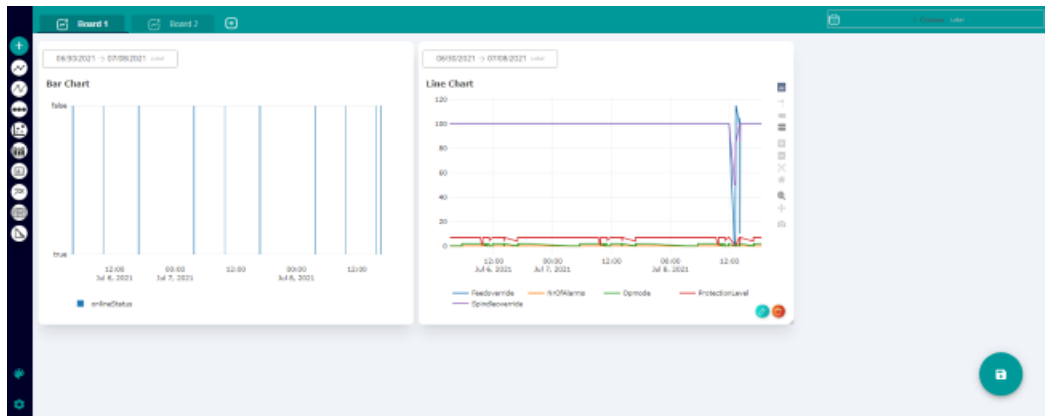 Board 1
Board 2
Label
06/30/2021 -> 07/08/2021 Label
Bar Chart
false
true
12:00
Jul 6, 2021
00:00
Jul 7, 2021
12:00
00:00
Jul 8, 2021
12:00
onlineStatus
06/30/2021 -> 07/08/2021 Label
Line Chart
120
100
80
60
40
20
0
12:00
Jul 6, 2021
00:00
Jul 7, 2021
12:00
00:00
Jul 8, 2021
12:00
Feedoverride
NrOfAlarms
Opmode
ProtectionLevel
Spindleoverride